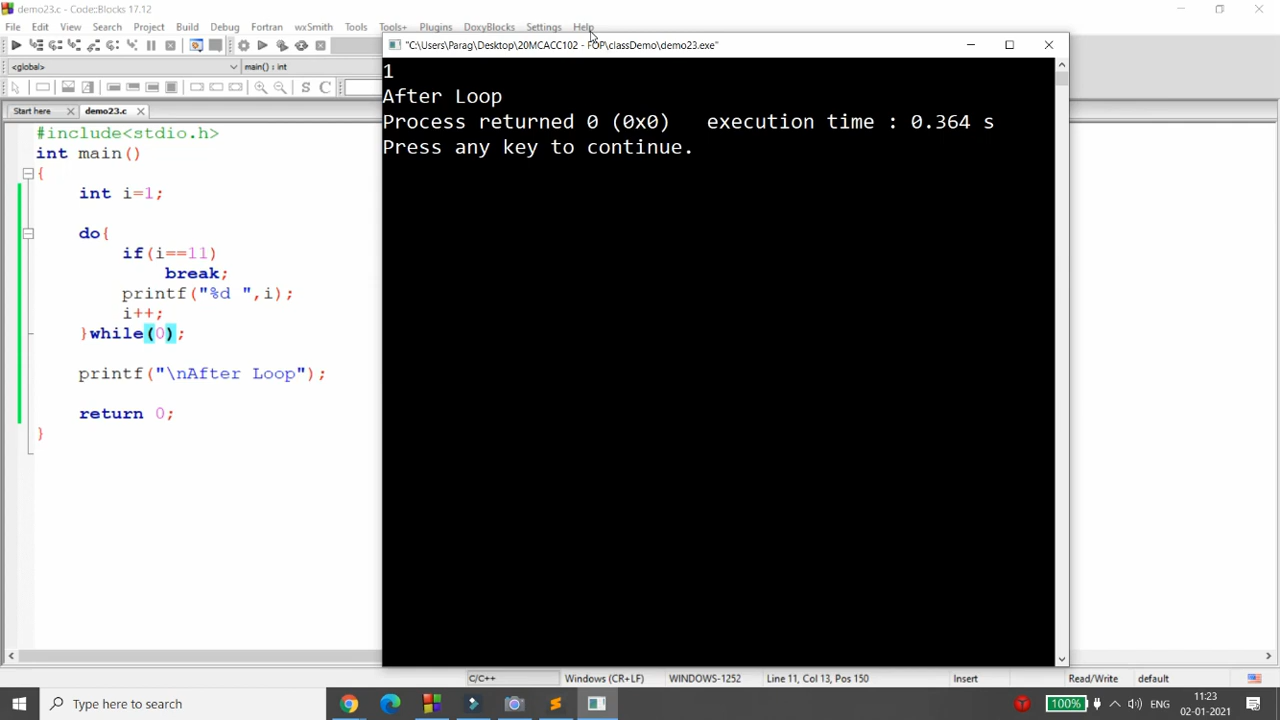 demo23.c - Code::Blocks 17.12
File Edit View Search Project Build Debug Fortran wxSmith Tools Tools+ Plugins DoxyBlocks Settings Help
<global> main() : int
Start here demo23.c
#include<stdio.h>
int main()
{
int i=1;
do{
if(i==11)
break;
printf("%d ",i);
i++;
}while(0);
printf("\nAfter Loop");
return 0;
}
"C:\Users\Parag\Desktop\20MCACC102 - POP\classDemo\demo23.exe"
1
After Loop
Process returned 0 (0x0)   execution time : 0.364 s
Press any key to continue.
C/C++ Windows (CR+LF) WINDOWS-1252 Line 11, Col 13, Pos 150 Insert Read/Write default
Type here to search 100% ENG 11:23
02-01-2021